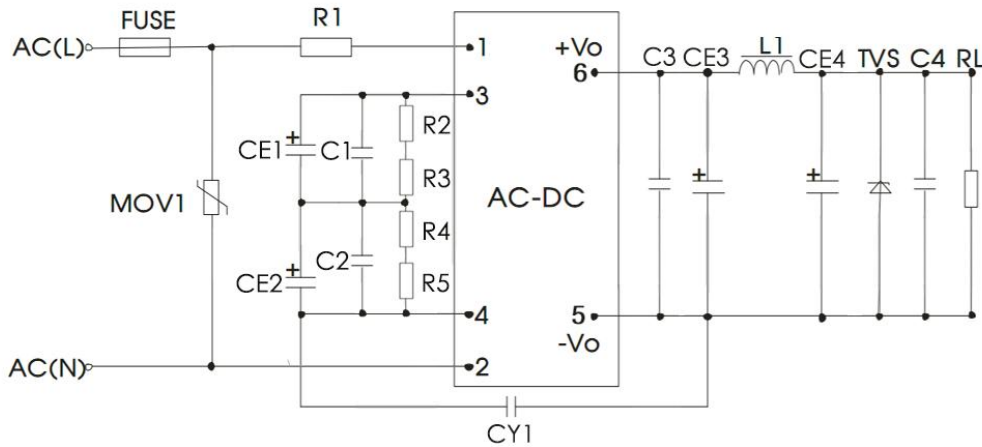 FUSE
R1
AC(L)
1
+Vo
6
C3
CE3
L1
CE4
TVS
C4
RL
3
R2
+
CE1
C1
R3
MOV1
AC-DC
+
+
R4
+
CE2
C2
R5
4
5
-Vo
AC(N)
2
CY1